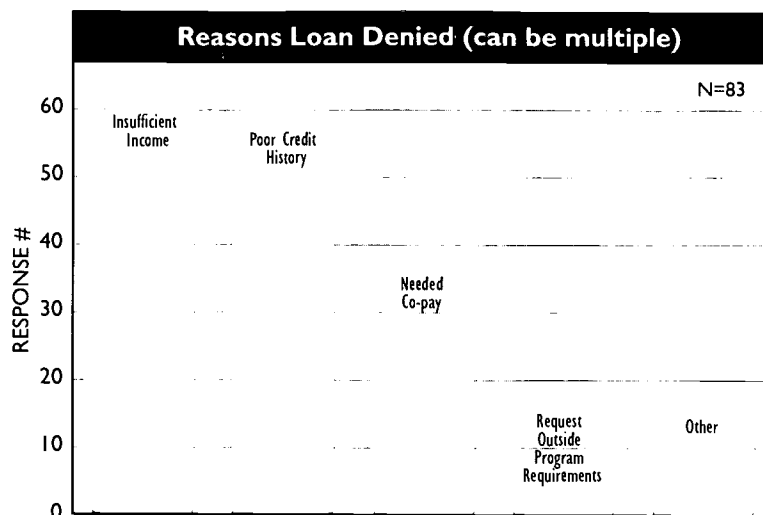 Reasons Loan Denied (can be multiple)
N=83
RESPONSE #
60
50
40
30
20
10
0
Insufficient
Income
Poor Credit
History
Needed
Co-pay
Request
Outside
Program
Requirements
Other